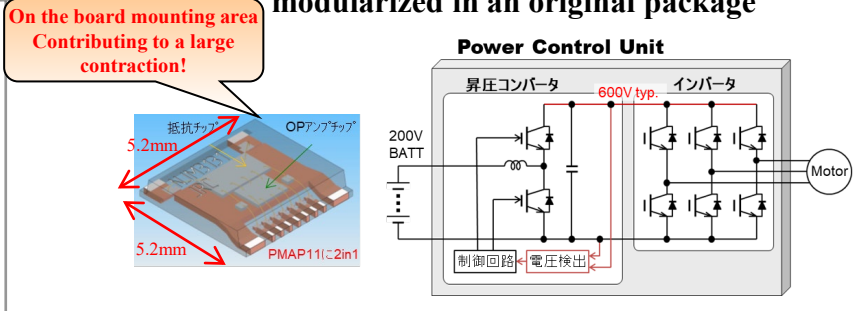 modularized in an original package
On the board mounting area
Contributing to a large
contraction!
抵抗チップ
OPアンプチップ
5.2mm
5.2mm
PMAP11に2in1
Power Control Unit
昇圧コンバータ
600V typ.
インバータ
200V
BATT
Motor
制御回路
電圧検出